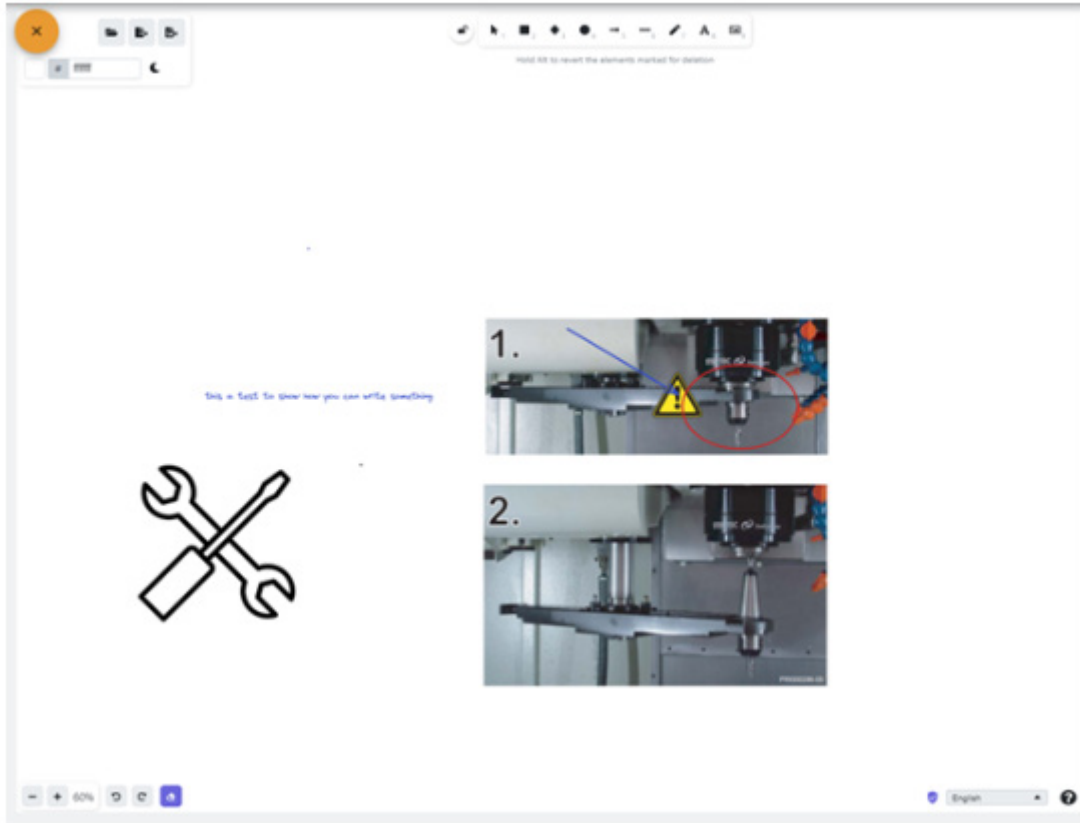 # ffffff
Hold Alt to revert the elements marked for deletion
A
1.
this a test to show how you can write something
2.
60%
English